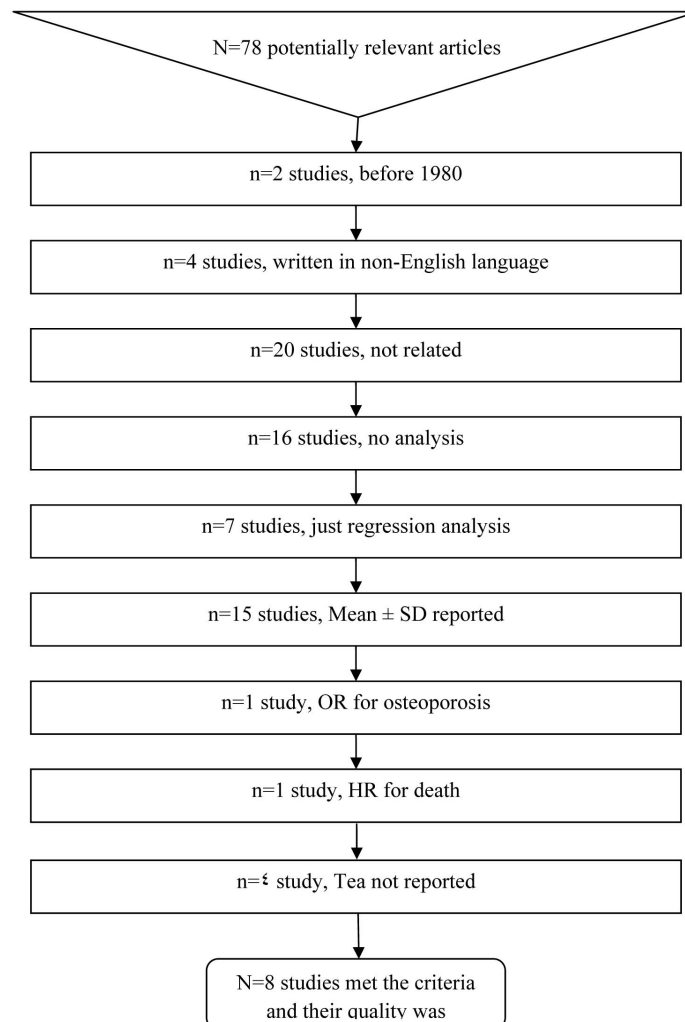 N=78 potentially relevant articles
n=2 studies, before 1980
n=4 studies, written in non-English language
n=20 studies, not related
n=16 studies, no analysis
n=7 studies, just regression analysis
n=15 studies, Mean ± SD reported
n=1 study, OR for osteoporosis
n=1 study, HR for death
n=٤ study, Tea not reported
N=8 studies met the criteria
and their quality was